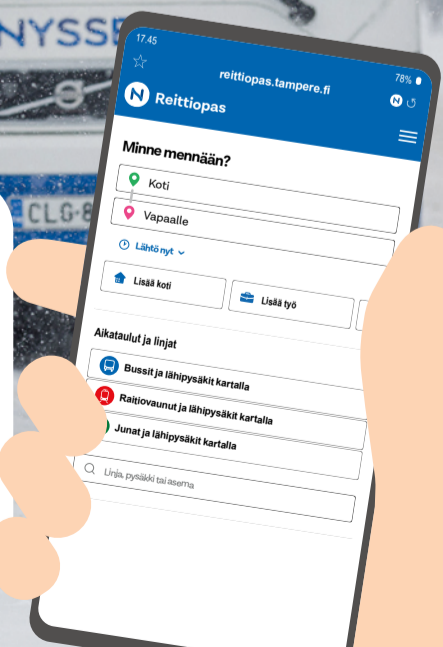 NYSSE
CLG-8
17.45
78%
reittiopas.tampere.fi
N
N Reittiopas
Minne mennään?
Koti
Vapaalle
Lähtö nyt
Lisää koti
Lisää työ
Aikataulut ja linjat
Bussit ja lähipysäkit kartalla
Raitiovaunut ja lähipysäkit kartalla
Junat ja lähipysäkit kartalla
Linja, pysäkki tai asema